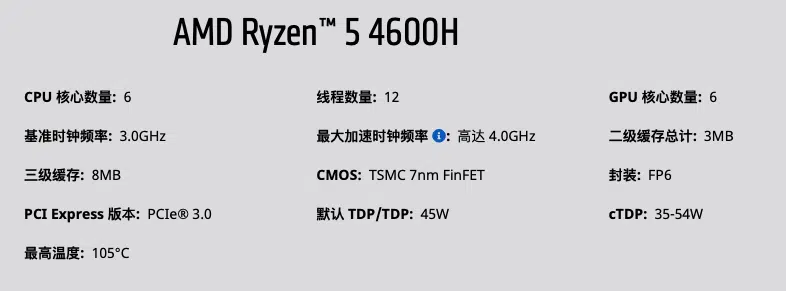 AMD Ryzen™ 5 4600H
CPU 核心数量: 6 线程数量: 12 GPU 核心数量: 6
基准时钟频率: 3.0GHz 最大加速时钟频率 i: 高达 4.0GHz 二级缓存总计: 3MB
三级缓存: 8MB CMOS: TSMC 7nm FinFET 封装: FP6
PCI Express 版本: PCIe® 3.0 默认 TDP/TDP: 45W cTDP: 35-54W
最高温度: 105°C